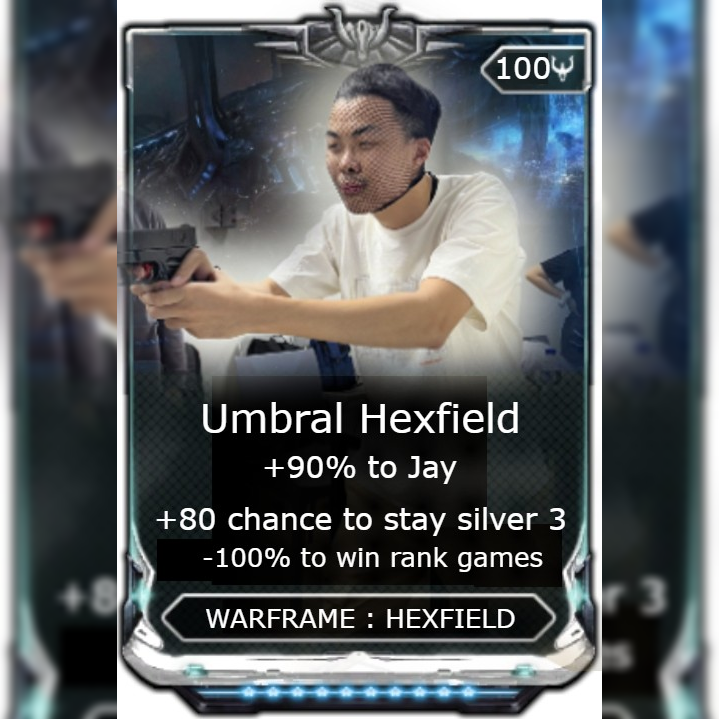 100
Umbral Hexfield
+90% to Jay
+80 chance to stay silver 3
-100% to win rank games
WARFRAME : HEXFIELD